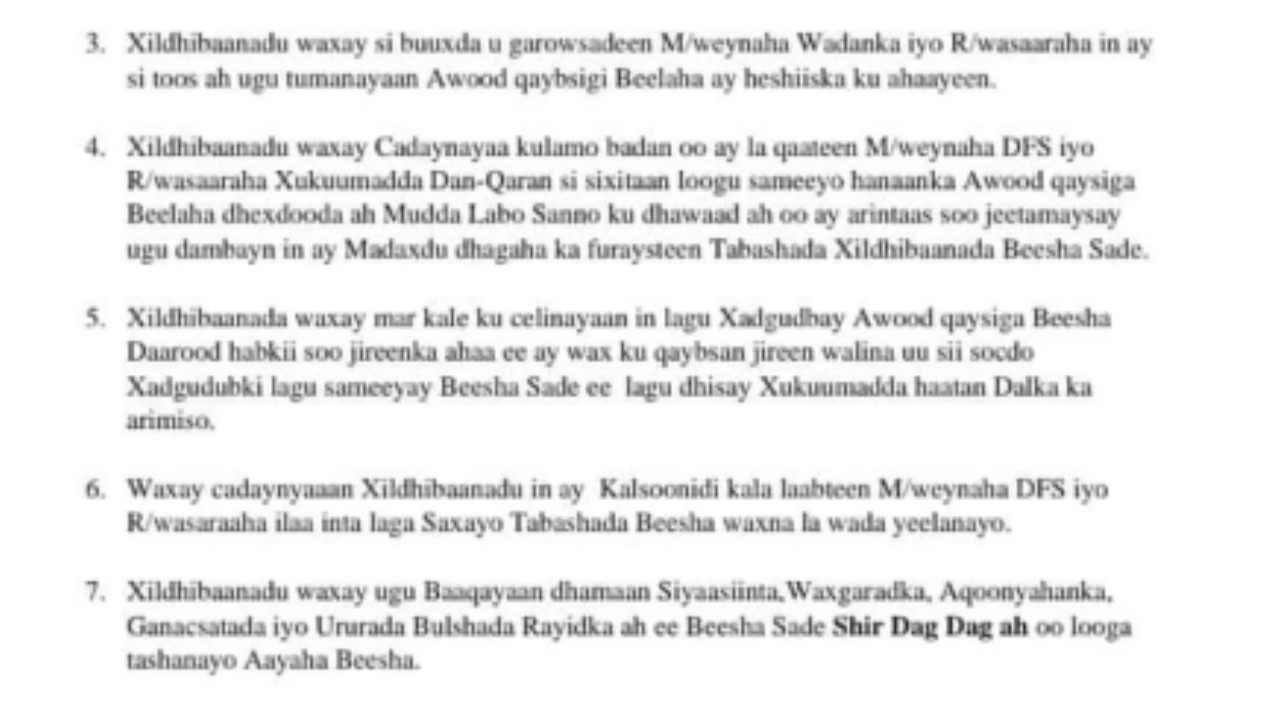 3. Xildhibaanadu waxay si buuxda u garowsadeen M/weynaha Wadanka iyo R/wasaaraha in ay
si toos ah ugu tumanayaan Awood qaybsigi Beelaha ay heshiiska ku ahaayeen.
4. Xildhibaanadu waxay Cadaynayaa kulamo badan oo ay la qaateen M/weynaha DFS iyo
R/wasaaraha Xukuumadda Dan-Qaran si sixitaan loogu sameeyo hanaanka Awood qaysiga
Beelaha dhexdooda ah Mudda Labo Sanno ku dhawaad ah oo ay arintaas soo jeetamaysay
ugu dambayn in ay Madaxdu dhagaha ka furaysteen Tabashada Xildhibaanada Beesha Sade.
5. Xildhibaanada waxay mar kale ku celinayaan in lagu Xadgudbay Awood qaysiga Beesha
Daarood habkii soo jireenka ahaa ee ay wax ku qaybsan jireen walina uu sii socdo
Xadgudubki lagu sameeyay Beesha Sade ee lagu dhisay Xukuumadda haatan Dalka ka
arimiso.
6. Waxay cadaynyaaan Xildhibaanadu in ay Kalsoonidi kala laabteen M/weynaha DFS iyo
R/wasaraaha ilaa inta laga Saxayo Tabashada Beesha waxna la wada yeelanayo.
7. Xildhibaanadu waxay ugu Baaqayaan dhamaan Siyaasiinta,Waxgaradka, Aqoonyahanka,
Ganacsatada iyo Ururada Bulshada Rayidka ah ee Beesha Sade Shir Dag Dag ah oo looga
tashanayo Aayaha Beesha.